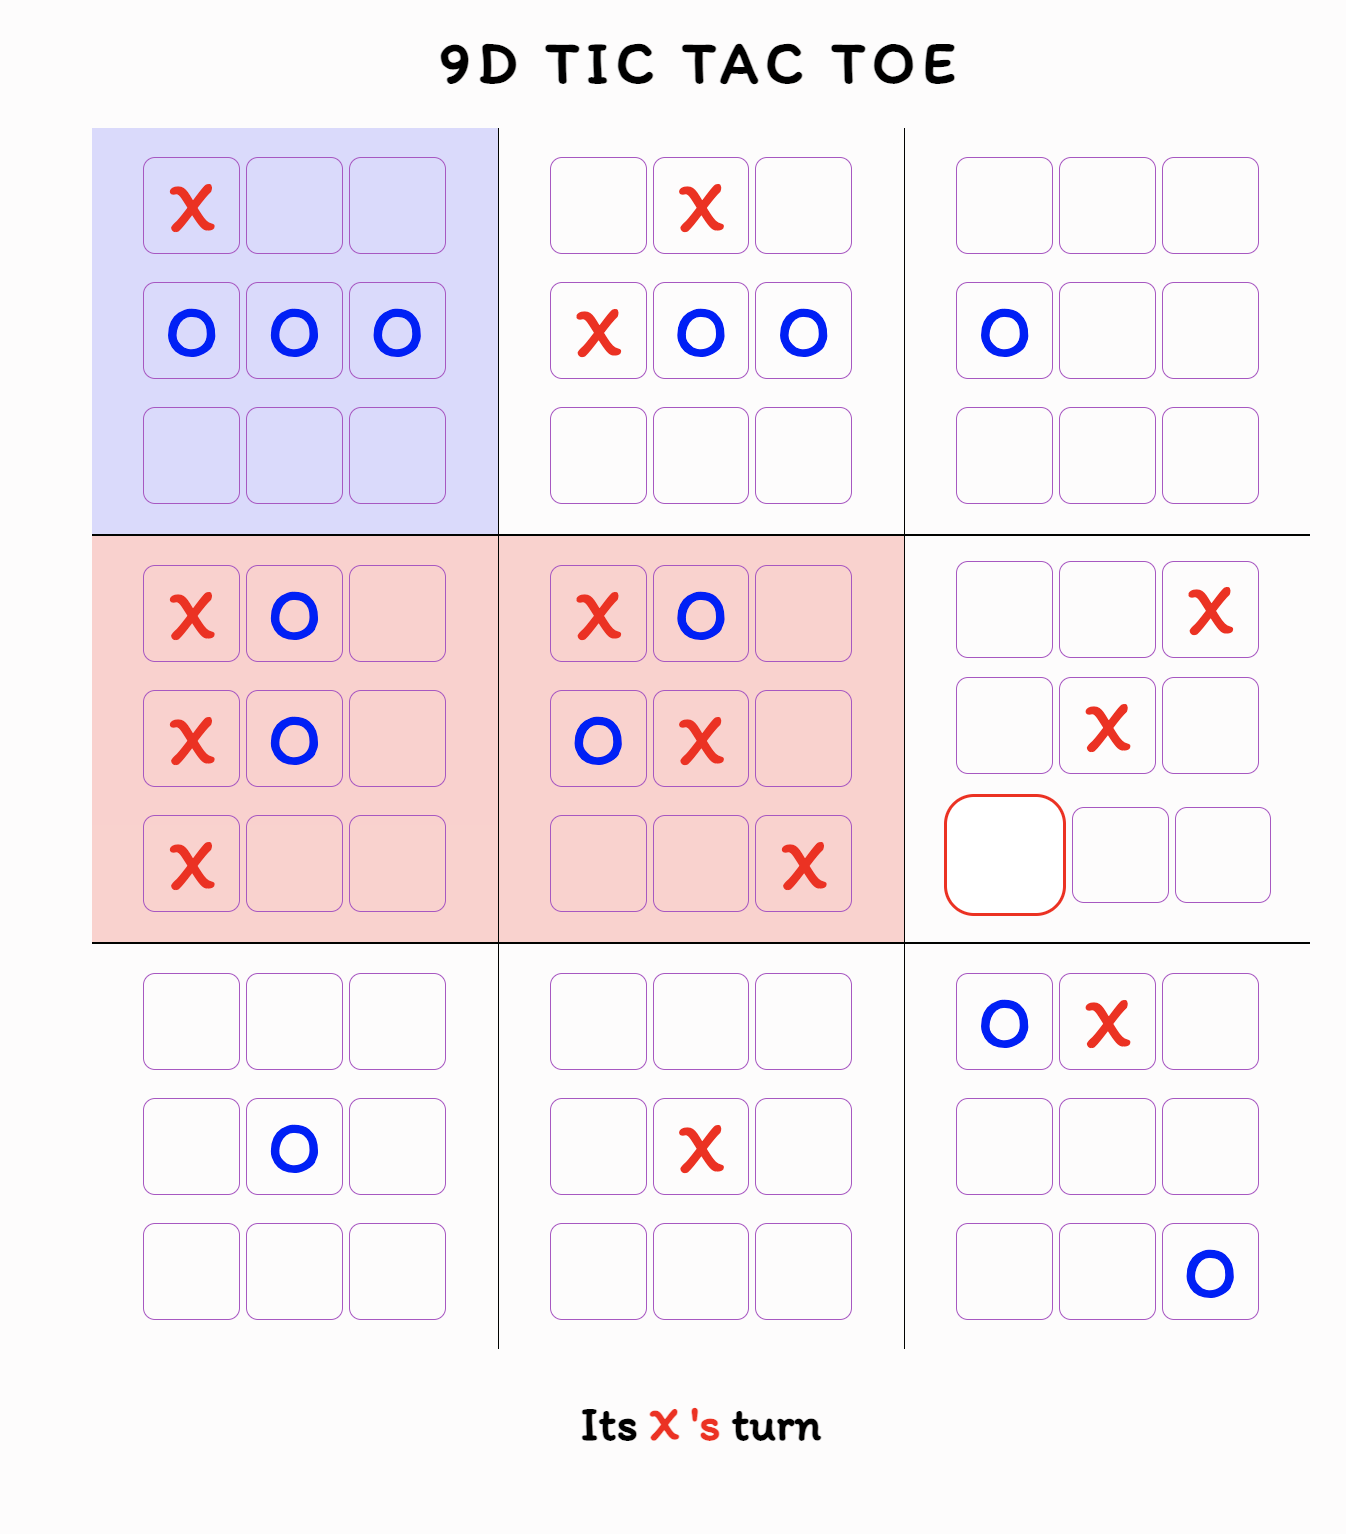 9D TIC TAC TOE
X X
O O O X O O O
X O X O X
X O O X X
X X
O X
O X
O
Its X 's turn